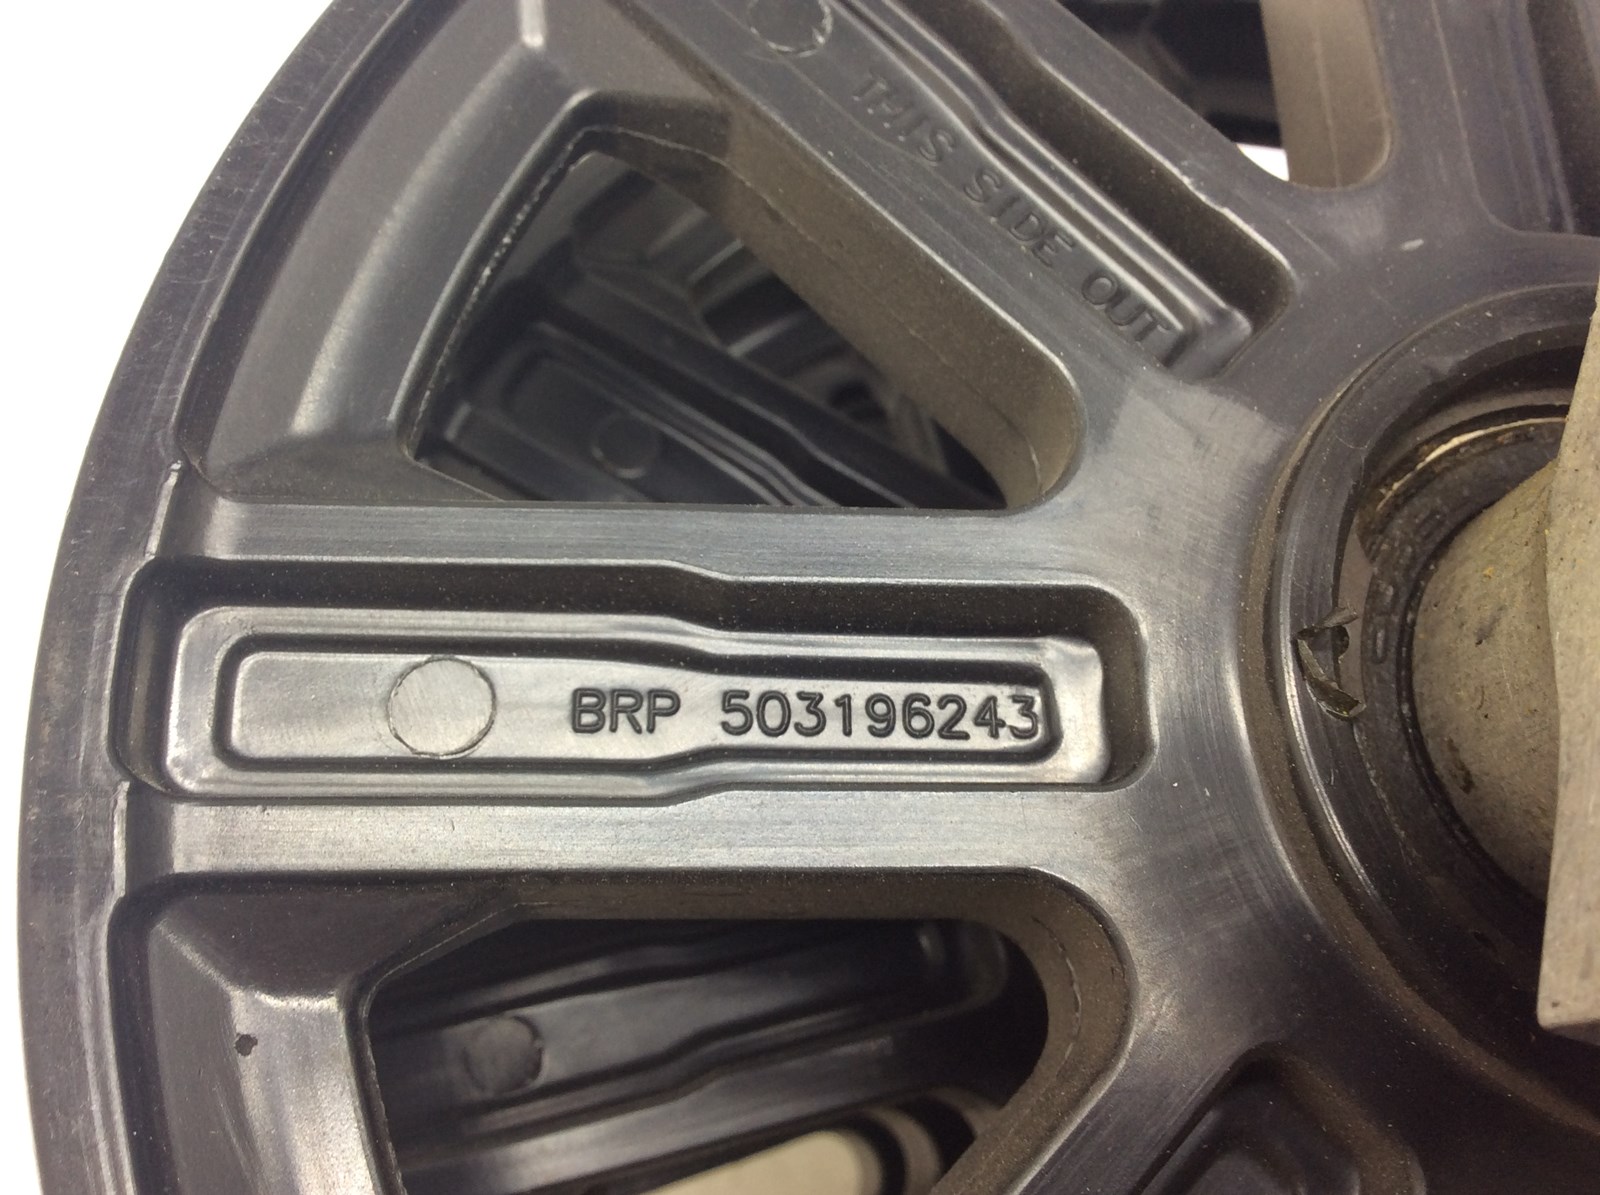 THIS SIDE OUT
BRP 503196243